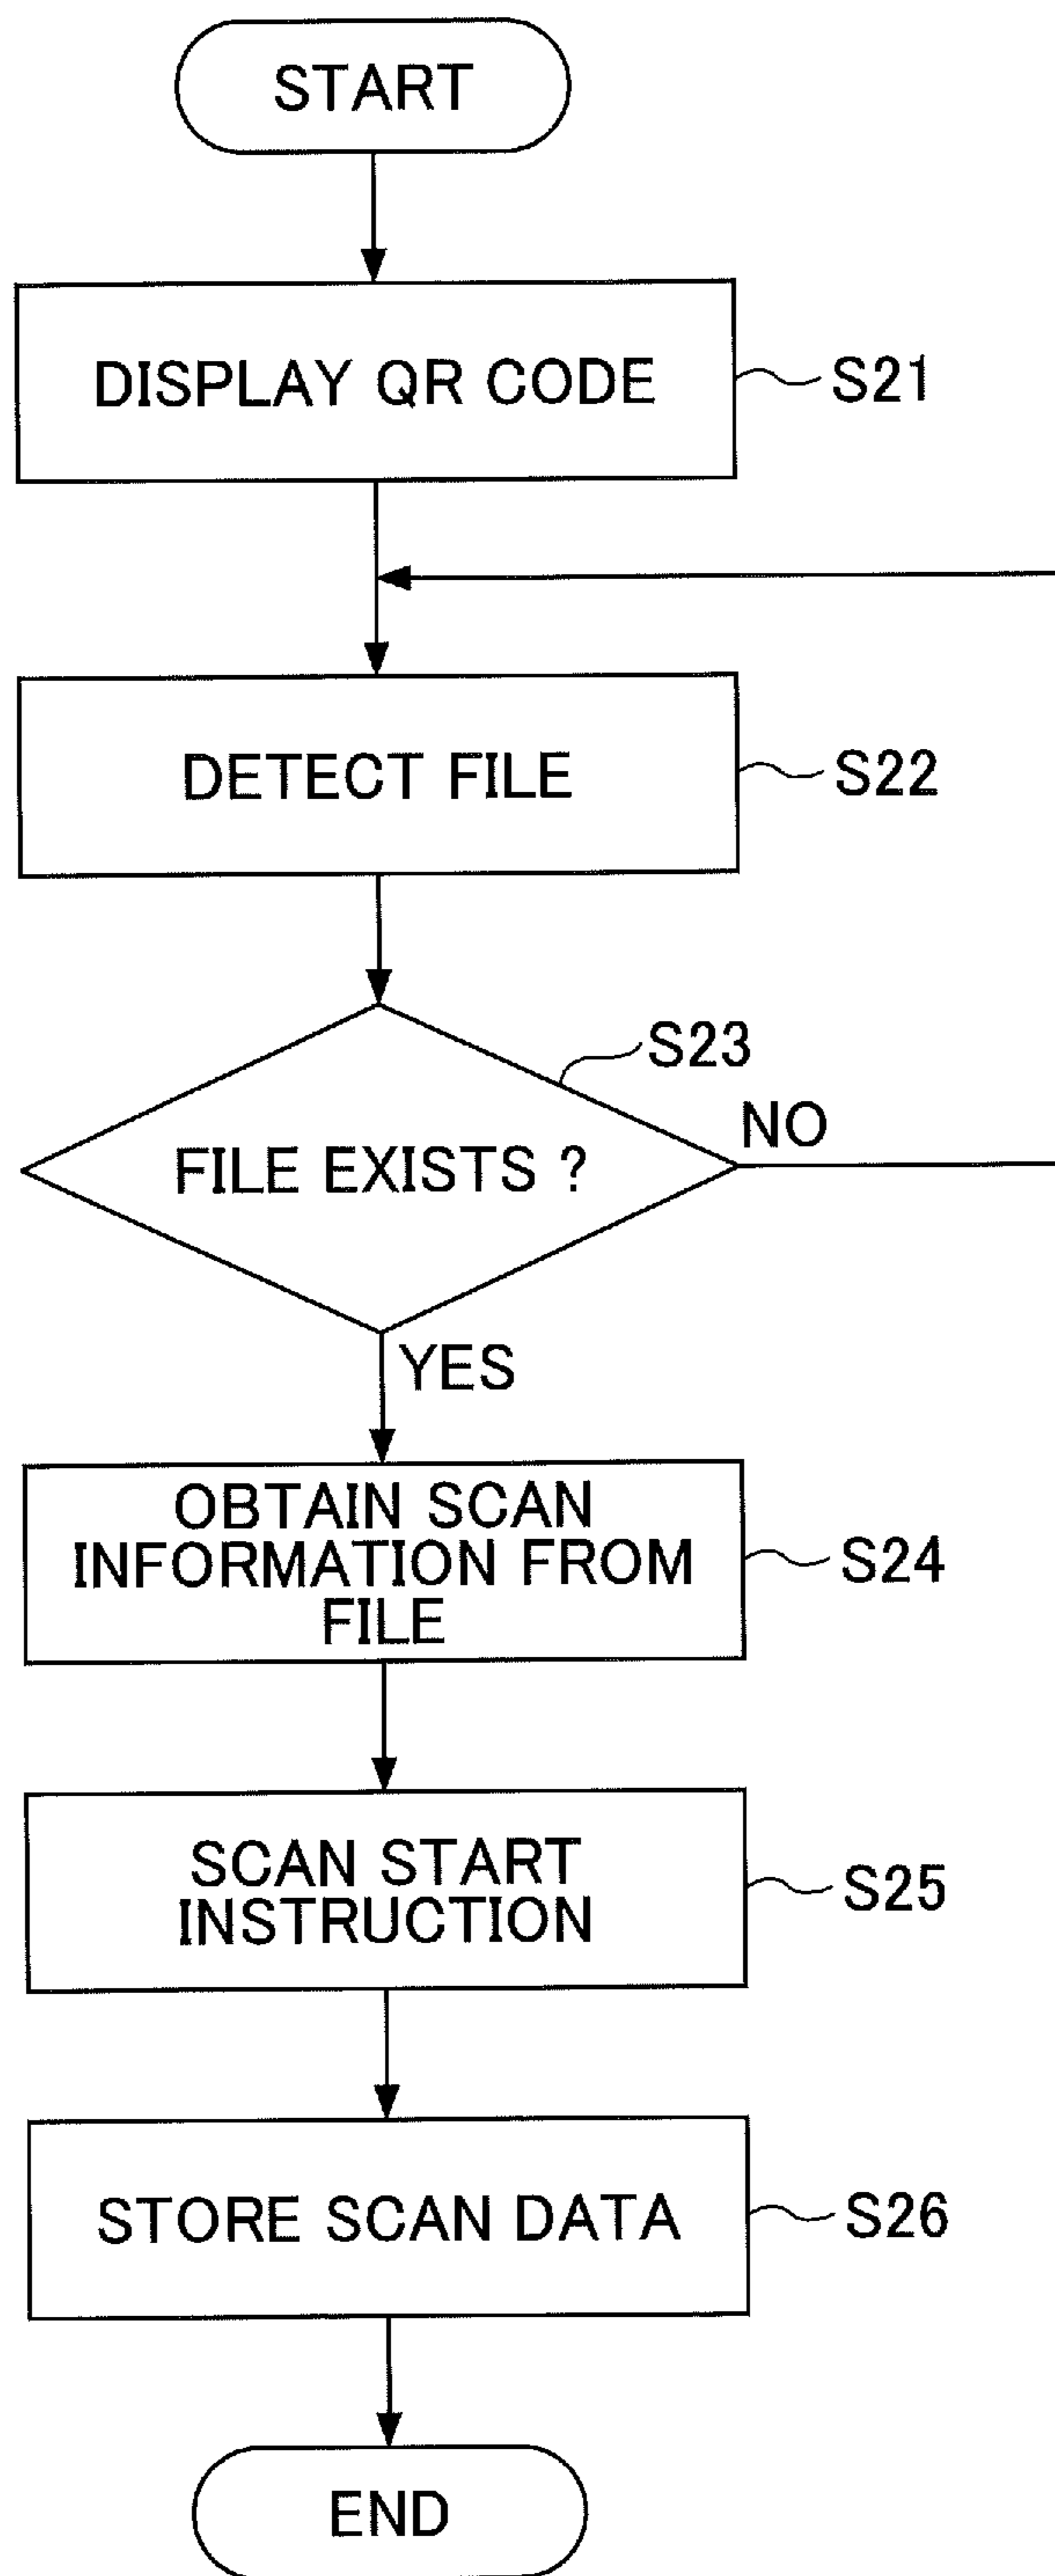 START
DISPLAY QR CODE
S21
DETECT FILE
S22
S23
FILE EXISTS ?
NO
YES
OBTAIN SCAN
INFORMATION FROM
FILE
S24
SCAN START
INSTRUCTION
S25
STORE SCAN DATA
S26
END